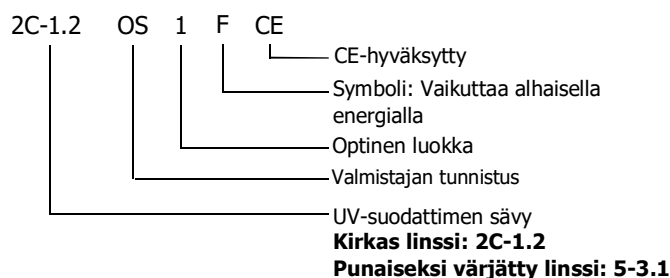 2C-1.2 OS 1 F CE
CE-hyväksytty
Symboli: Vaikuttaa alhaisella
energialla
Optinen luokka
Valmistajan tunnistus
UV-suodattimen sävy
Kirkas linssi: 2C-1.2
Punaiseksi värjätty linssi: 5-3.1